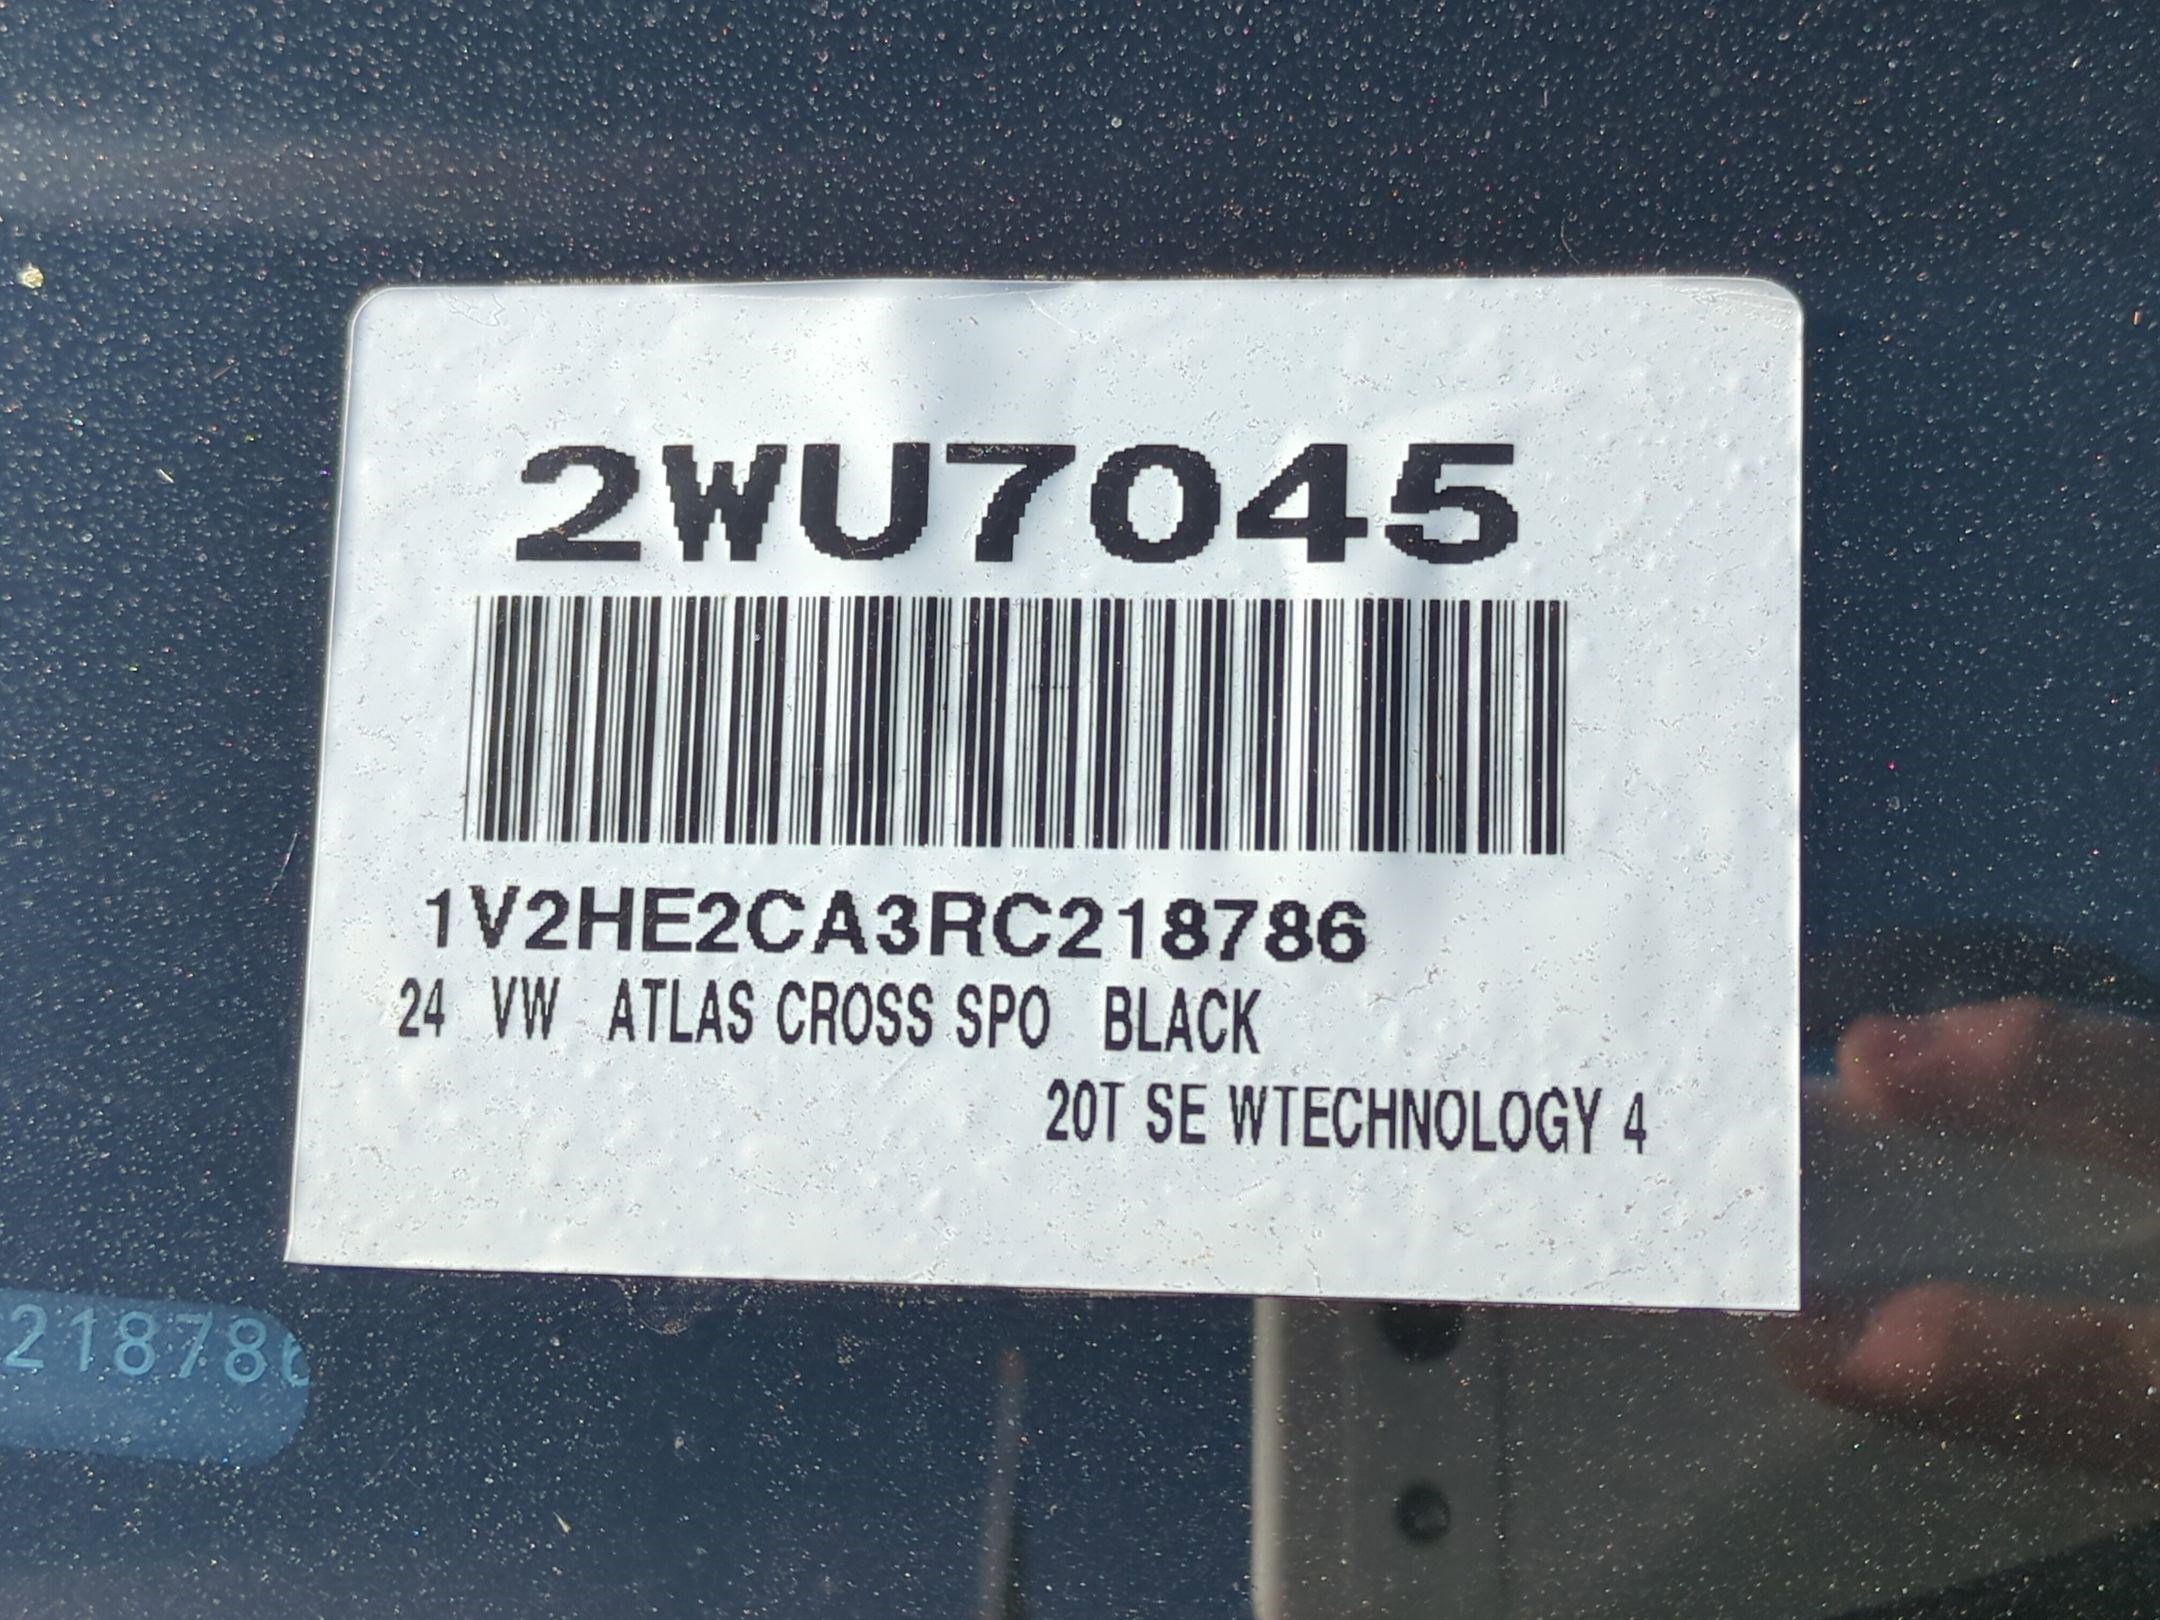 2WU7045
1V2HE2CA3RC218786
24 VW ATLAS CROSS SPO BLACK
20T SE WTECHNOLOGY 4
218786